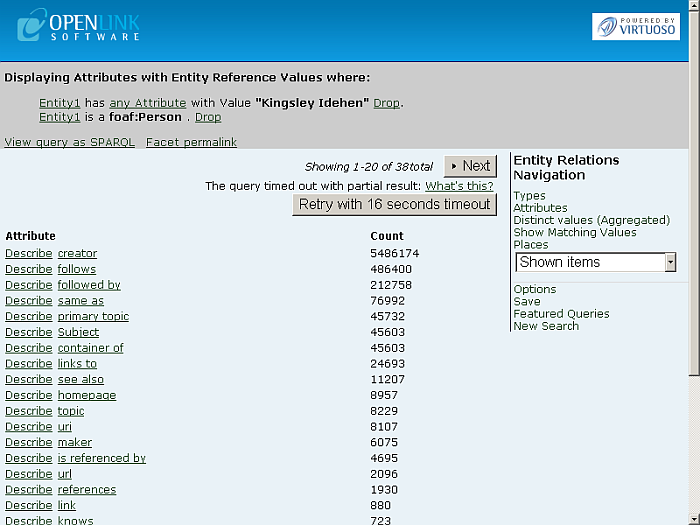 OPENLINK
SOFTWARE
POWERED BY
VIRTUOSO
Displaying Attributes with Entity Reference Values where:
Entity1 has any Attribute with Value "Kingsley Idehen" Drop.
Entity1 is a foaf:Person . Drop
View query as SPARQL Facet permalink
Showing 1-20 of 38total Next
The query timed out with partial result: What's this?
Retry with 16 seconds timeout
Attribute Count
Describe creator 5486174
Describe follows 486400
Describe followed by 212758
Describe same as 76992
Describe primary topic 45732
Describe Subject 45603
Describe container of 45603
Describe links to 24693
Describe see also 11207
Describe homepage 8957
Describe topic 8229
Describe uri 8107
Describe maker 6075
Describe is referenced by 4695
Describe url 2096
Describe references 1930
Describe link 880
Describe knows 723
Entity Relations
Navigation
Types
Attributes
Distinct values (Aggregated)
Show Matching Values
Places
Shown items
Options
Save
Featured Queries
New Search